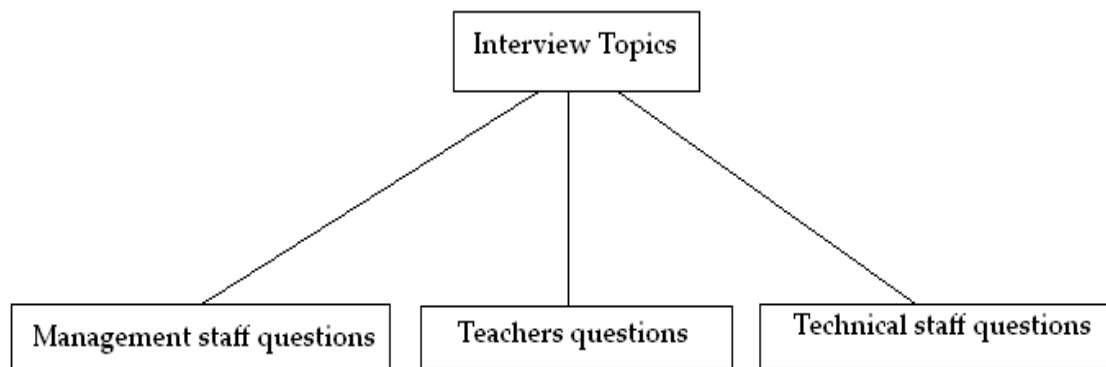 Interview Topics
Management staff questions
Teachers questions
Technical staff questions